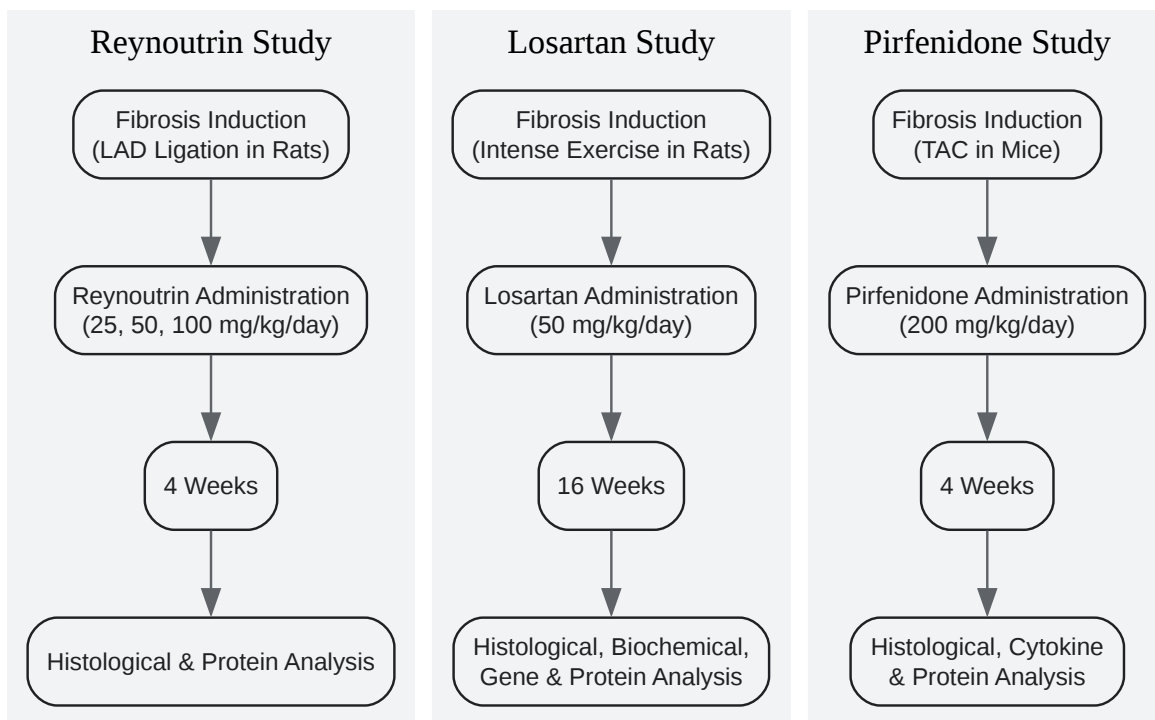 Reynoutrin Study
Fibrosis Induction
(LAD Ligation in Rats)
Reynoutrin Administration
(25, 50, 100 mg/kg/day)
4 Weeks
Histological & Protein Analysis
Losartan Study
Fibrosis Induction
(Intense Exercise in Rats)
Losartan Administration
(50 mg/kg/day)
16 Weeks
Histological, Biochemical,
Gene & Protein Analysis
Pirfenidone Study
Fibrosis Induction
(TAC in Mice)
Pirfenidone Administration
(200 mg/kg/day)
4 Weeks
Histological, Cytokine
& Protein Analysis